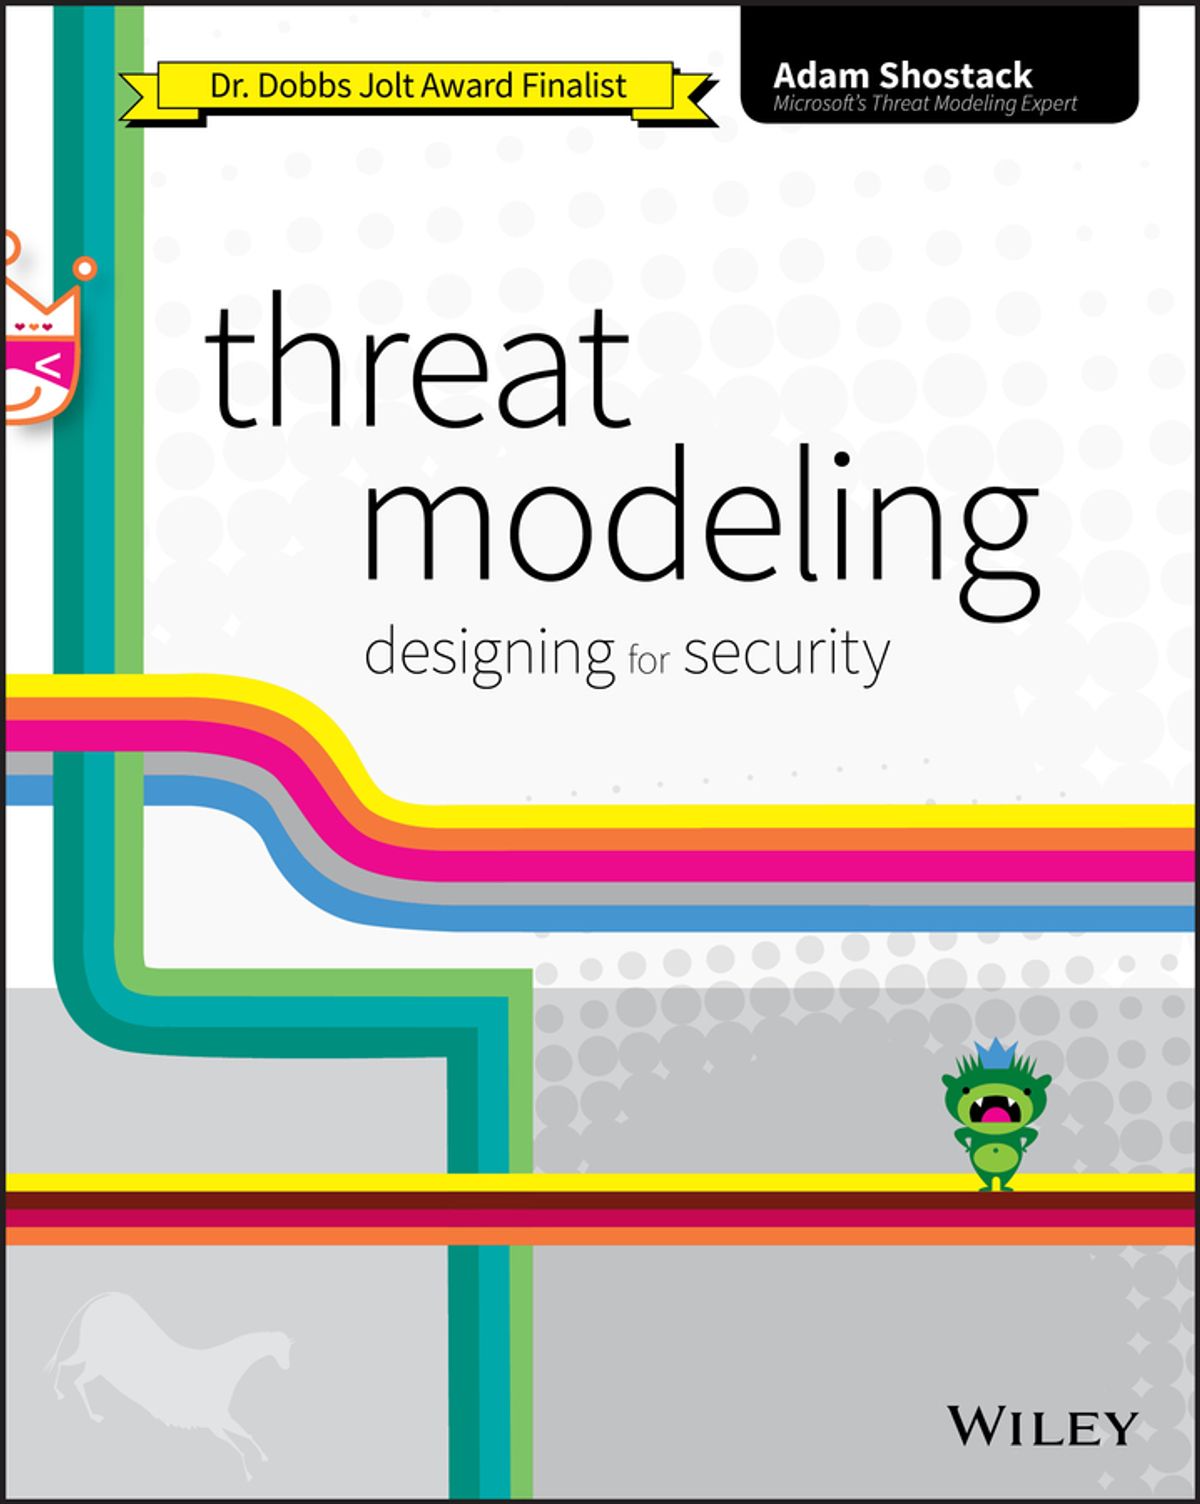 Dr. Dobbs Jolt Award Finalist
Adam Shostack
Microsoft's Threat Modeling Expert
threat
modeling
designing for security
WILEY